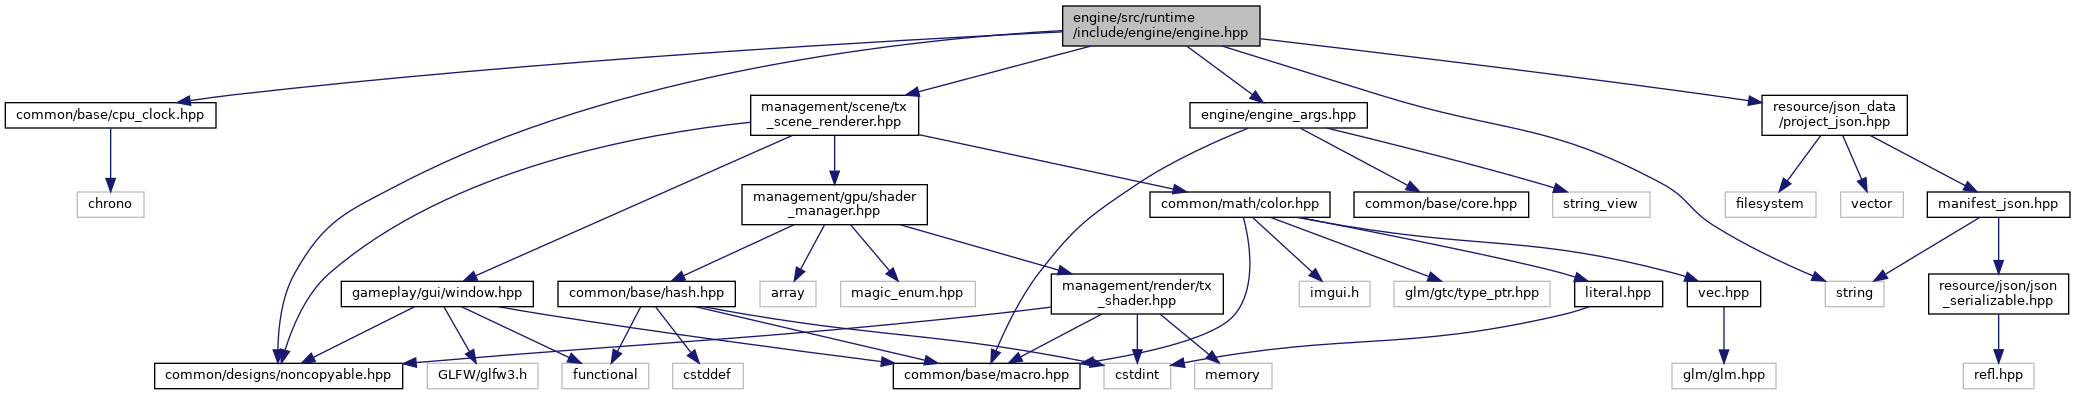 engine/src/runtime
/include/engine/engine.hpp
common/base/cpu_clock.hpp
management/scene/tx
_scene_renderer.hpp
engine/engine_args.hpp
resource/json_data
/project_json.hpp
chrono
management/gpu/shader
_manager.hpp
common/math/color.hpp
common/base/core.hpp
string_view
filesystem
vector
manifest_json.hpp
gameplay/gui/window.hpp
common/base/hash.hpp
array
magic_enum.hpp
management/render/tx
_shader.hpp
imgui.h
glm/gtc/type_ptr.hpp
literal.hpp
vec.hpp
string
resource/json/json
_serializable.hpp
common/designs/noncopyable.hpp
GLFW/glfw3.h
functional
cstddef
common/base/macro.hpp
cstdint
memory
glm/glm.hpp
refl.hpp